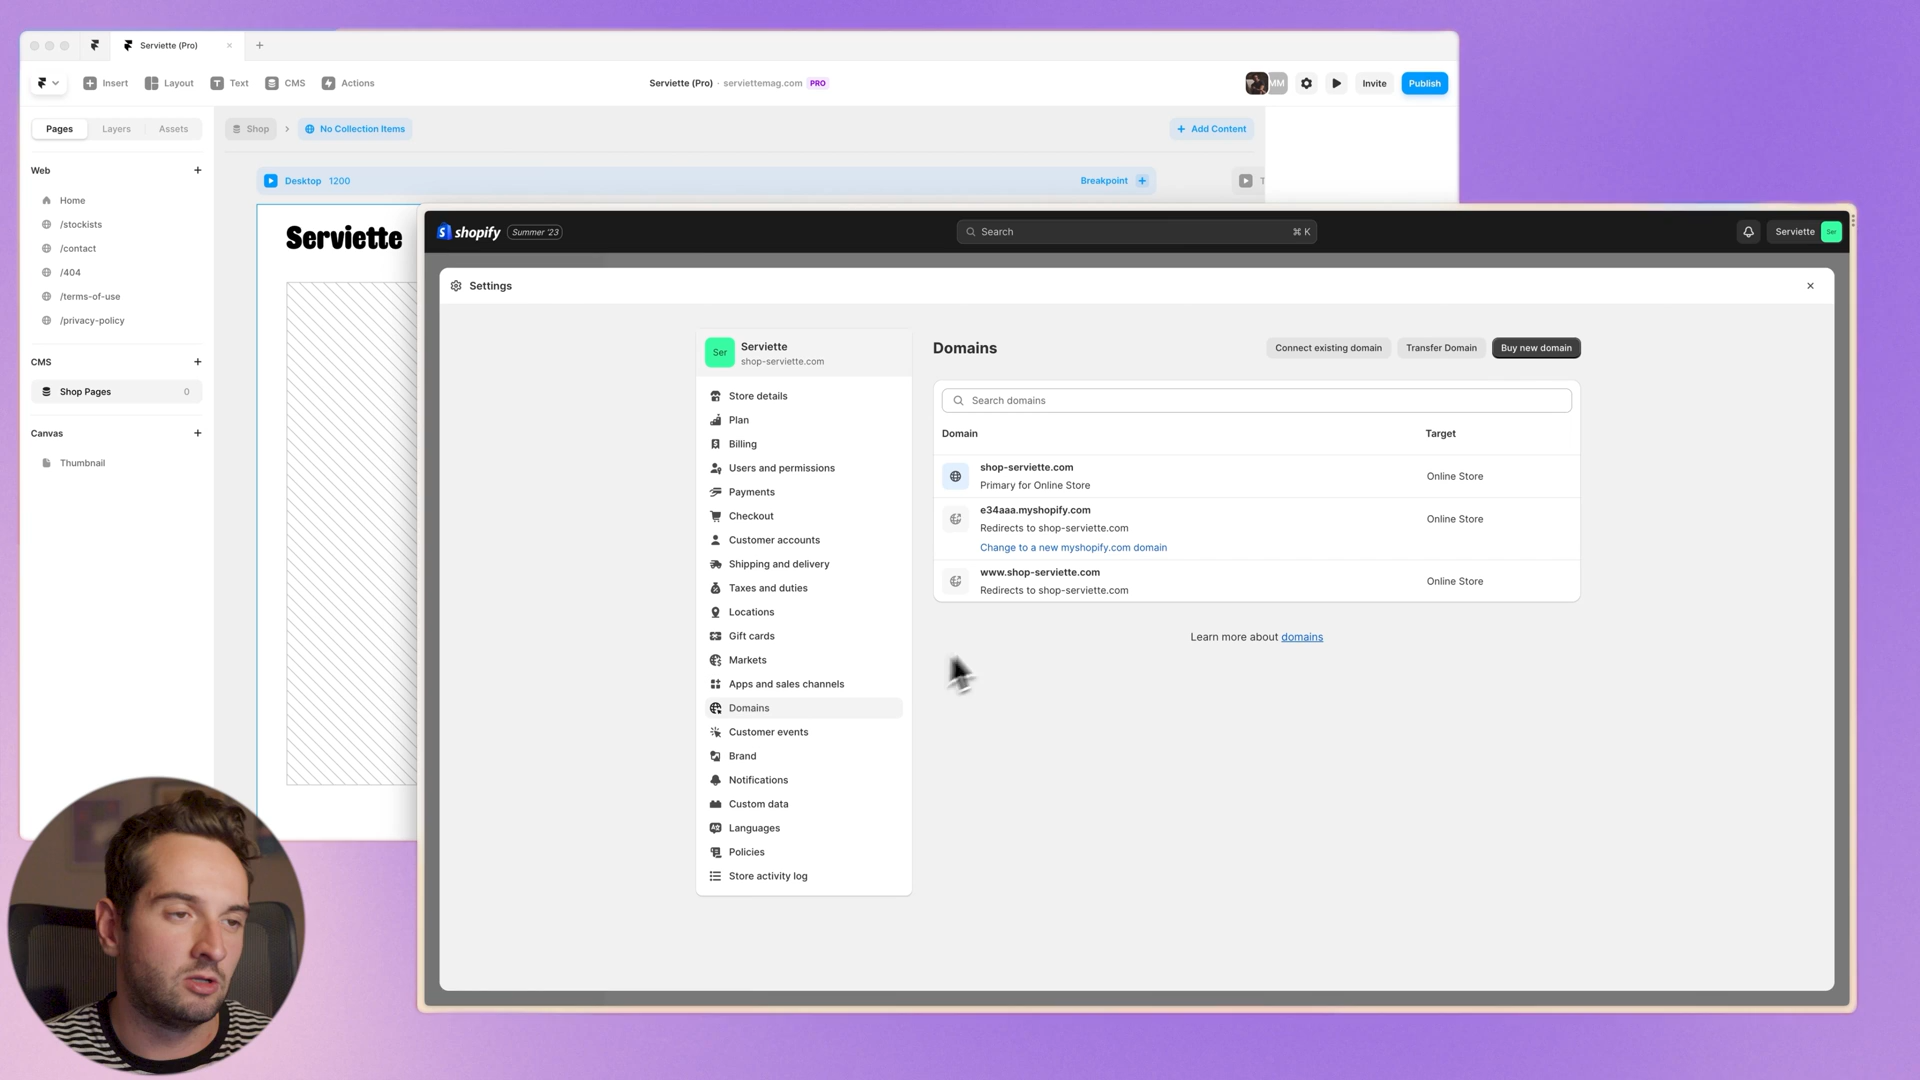 Serviette (Pro)
Insert
Layout
Text
CMS
Actions
Serviette (Pro) · serviettemag.com PRO
MM
Invite
Publish
Pages
Layers
Assets
Shop
No Collection Items
Add Content
Web
Home
/stockists
/contact
/404
/terms-of-use
/privacy-policy
CMS
Shop Pages 0
Canvas
Thumbnail
Desktop 1200
Breakpoint
T
Serviette
shopify
Summer '23
Search
⌘ K
Serviette
Ser
Settings
Ser
Serviette
shop-serviette.com
Store details
Plan
Billing
Users and permissions
Payments
Checkout
Customer accounts
Shipping and delivery
Taxes and duties
Locations
Gift cards
Markets
Apps and sales channels
Domains
Customer events
Brand
Notifications
Custom data
Languages
Policies
Store activity log
Domains
Connect existing domain
Transfer Domain
Buy new domain
Search domains
Domain
Target
shop-serviette.com
Primary for Online Store
Online Store
e34aaa.myshopify.com
Redirects to shop-serviette.com
Change to a new myshopify.com domain
Online Store
www.shop-serviette.com
Redirects to shop-serviette.com
Online Store
Learn more about domains